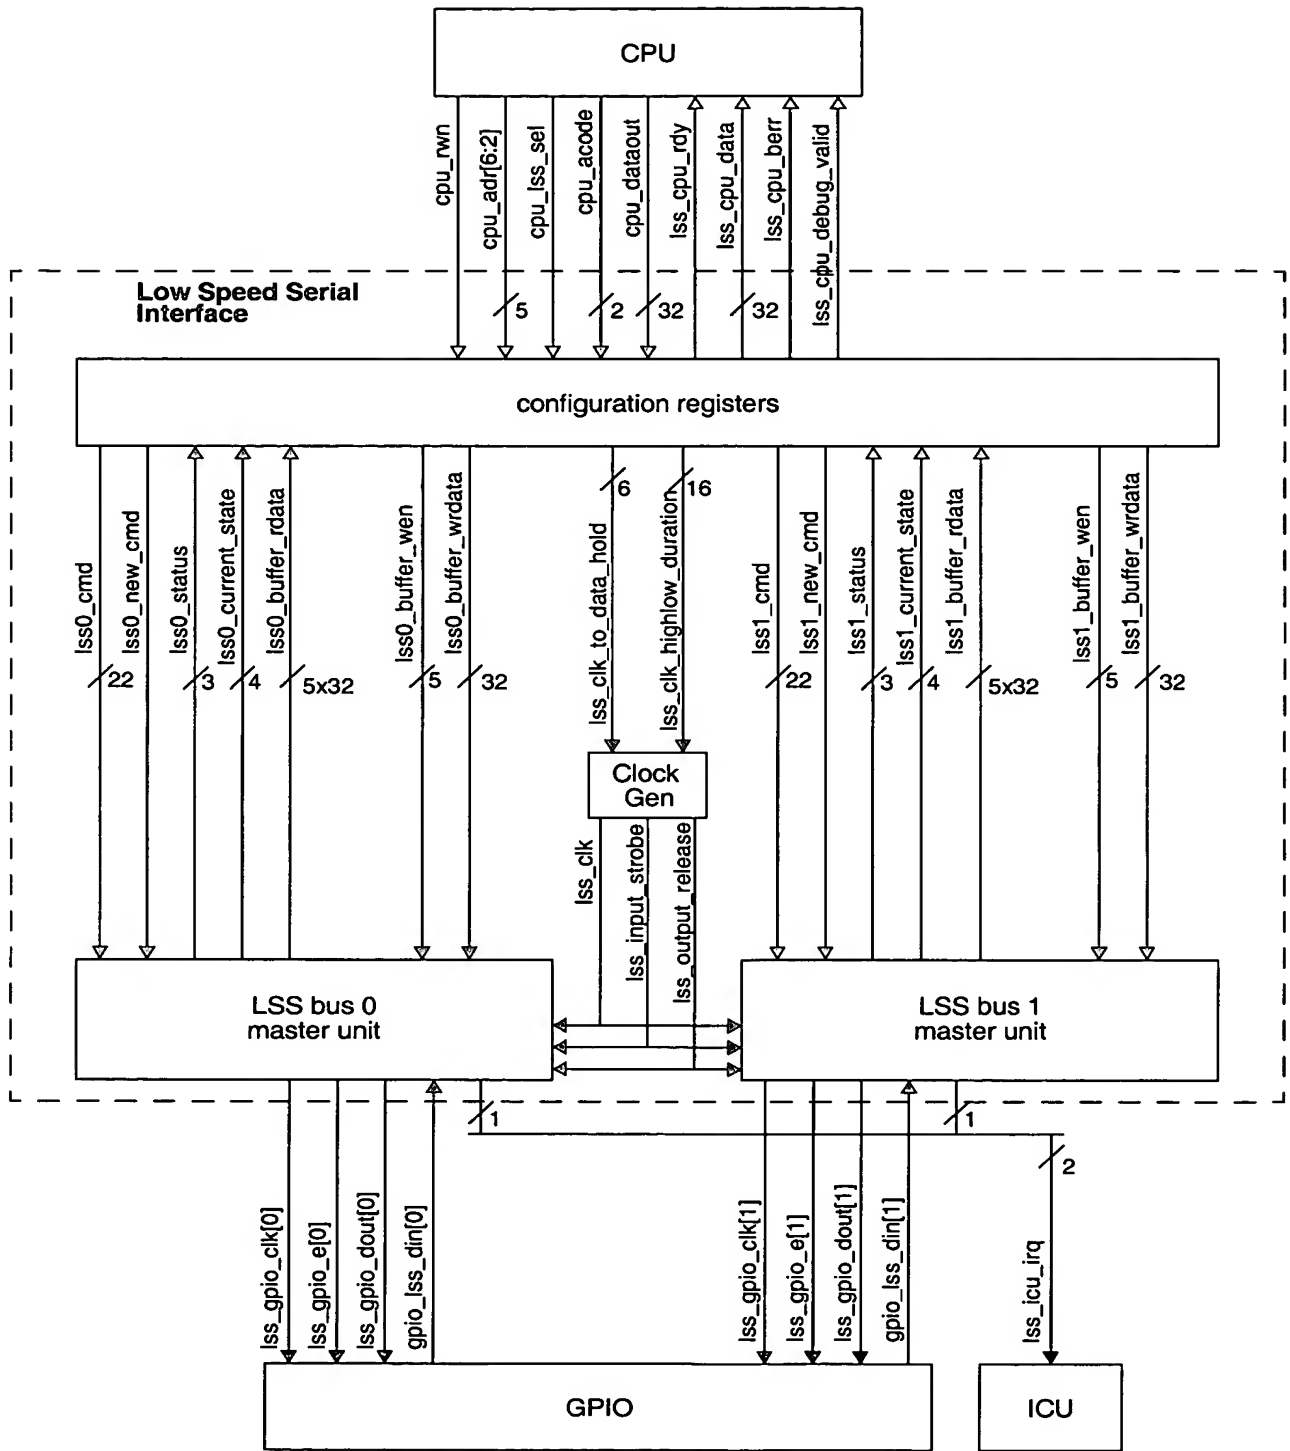 CPU
cpu_rwn
cpu_adr[6:2]
cpu_lss_sel
cpu_acode
cpu_dataout
lss_cpu_rdy
lss_cpu_data
lss_cpu_berr
lss_cpu_debug_valid
Low Speed Serial
Interface
5
2
32
32
configuration registers
lss0_cmd
lss0_new_cmd
lss0_status
lss0_current_state
lss0_buffer_rdata
lss0_buffer_wen
lss0_buffer_wrdata
6
16
lss_clk_to_data_hold
lss_clk_highlow_duration
lss1_cmd
lss1_new_cmd
lss1_status
lss1_current_state
lss1_buffer_rdata
lss1_buffer_wen
lss1_buffer_wrdata
22
3
4
5x32
5
32
22
3
4
5x32
5
32
Clock
Gen
lss_clk
lss_input_strobe
lss_output_release
LSS bus 0
master unit
LSS bus 1
master unit
1
1
2
lss_gpio_clk[0]
lss_gpio_e[0]
lss_gpio_dout[0]
gpio_lss_din[0]
lss_gpio_clk[1]
lss_gpio_e[1]
lss_gpio_dout[1]
gpio_lss_din[1]
lss_icu_irq
GPIO
ICU